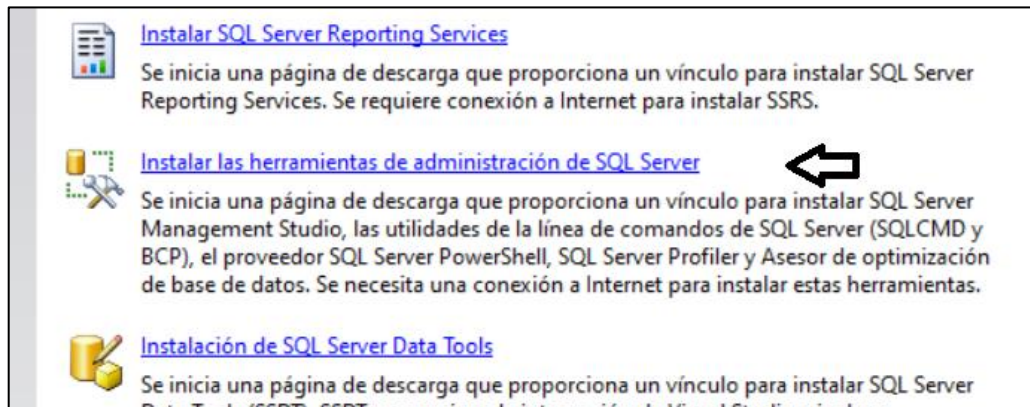 Instalar SQL Server Reporting Services
Se inicia una página de descarga que proporciona un vínculo para instalar SQL Server
Reporting Services. Se requiere conexión a Internet para instalar SSRS.
Instalar las herramientas de administración de SQL Server
Se inicia una página de descarga que proporciona un vínculo para instalar SQL Server
Management Studio, las utilidades de la línea de comandos de SQL Server (SQLCMD y
BCP), el proveedor SQL Server PowerShell, SQL Server Profiler y Asesor de optimización
de base de datos. Se necesita una conexión a Internet para instalar estas herramientas.
Instalación de SQL Server Data Tools
Se inicia una página de descarga que proporciona un vínculo para instalar SQL Server